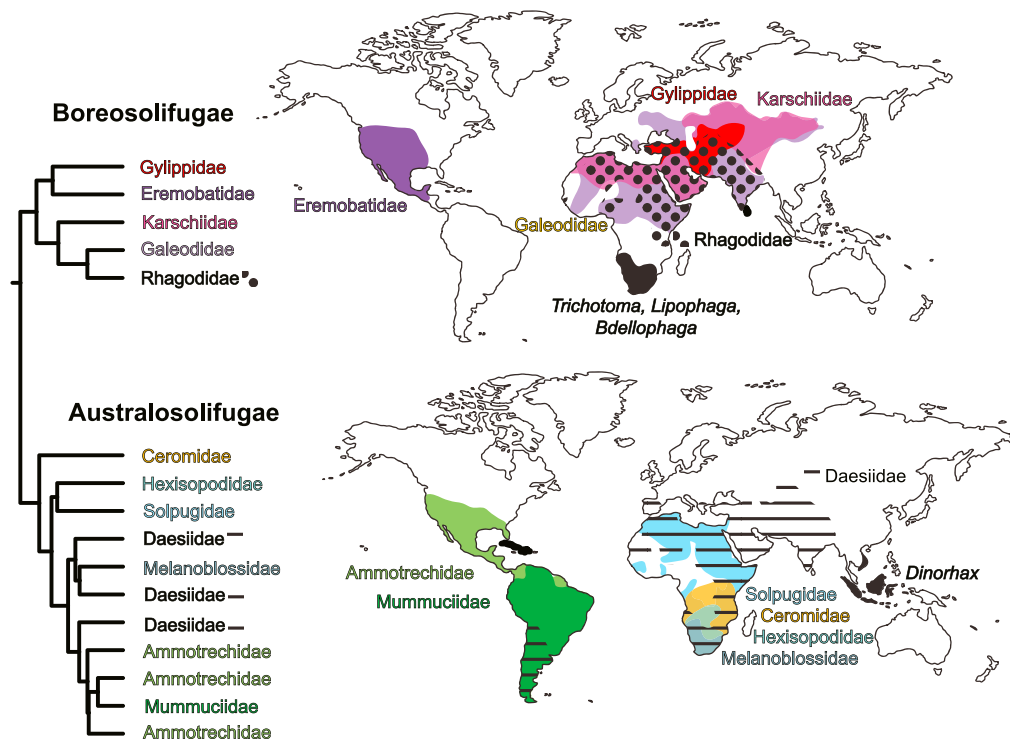 Boreosolifugae
Gylippidae
Eremobatidae
Karschiidae
Galeodidae
Rhagodidae
Gylippidae
Karschiidae
Eremobatidae
Galeodidae
Rhagodidae
Trichotoma, Lipophaga,
Bdellophaga
Australosolifugae
Ceromidae
Hexisopodidae
Solpugidae
Daesiidae
Melanoblossidae
Daesiidae
Daesiidae
Ammotrechidae
Ammotrechidae
Mummuciidae
Ammotrechidae
Daesiidae
Dinorhax
Ammotrechidae
Mummuciidae
Solpugidae
Ceromidae
Hexisopodidae
Melanoblossidae